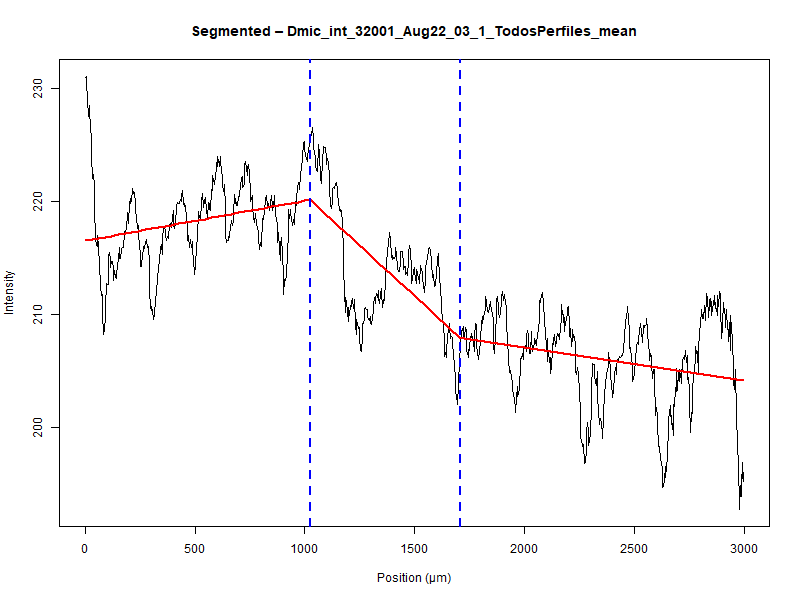 Segmented – Dmic_int_32001_Aug22_03_1_TodosPerfiles_mean
Intensity
230
220
210
200
0 500 1000 1500 2000 2500 3000
Position (µm)